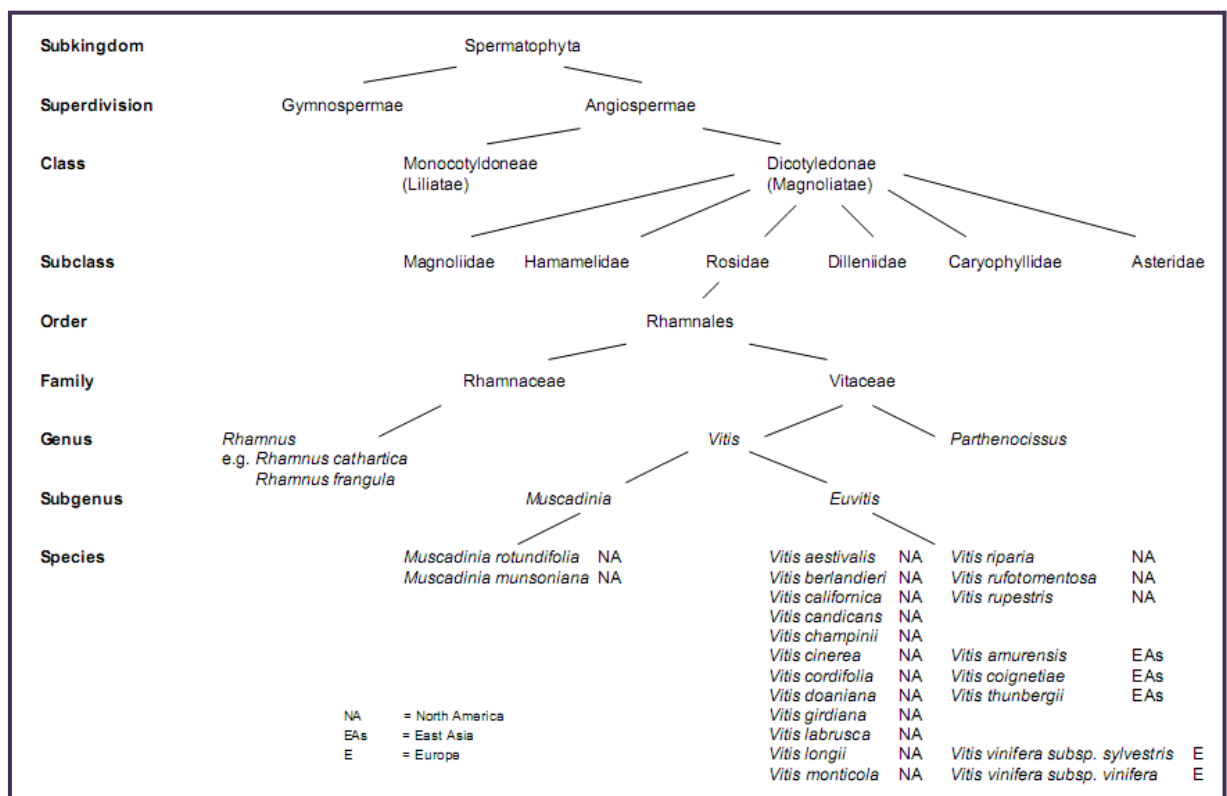 Subkingdom Spermatophyta
Superdivision Gymnospermae Angiospermae
Class Monocotyldoneae Dicotyledonae
(Liliatae) (Magnoliatae)
Subclass Magnoliidae Hamamelidae Rosidae Dilleniidae Caryophyllidae Asteridae
Order Rhamnales
Family Rhamnaceae Vitaceae
Genus Rhamnus Vitis Parthenocissus
e.g. Rhamnus cathartica
Rhamnus frangula
Subgenus Muscadinia Euvitis
Species Muscadinia rotundifolia NA Vitis aestivalis NA Vitis riparia NA
Muscadinia munsoniana NA Vitis berlandieri NA Vitis rufotomentosa NA
Vitis californica NA Vitis rupestris NA
Vitis candicans NA
Vitis champinii NA
Vitis cinerea NA Vitis amurensis EAs
Vitis cordifolia NA Vitis coignetiae EAs
Vitis doaniana NA Vitis thunbergii EAs
NA = North America Vitis girdiana NA
EAs = East Asia Vitis labrusca NA
E = Europe Vitis longii NA Vitis vinifera subsp. sylvestris E
Vitis monticola NA Vitis vinifera subsp. vinifera E